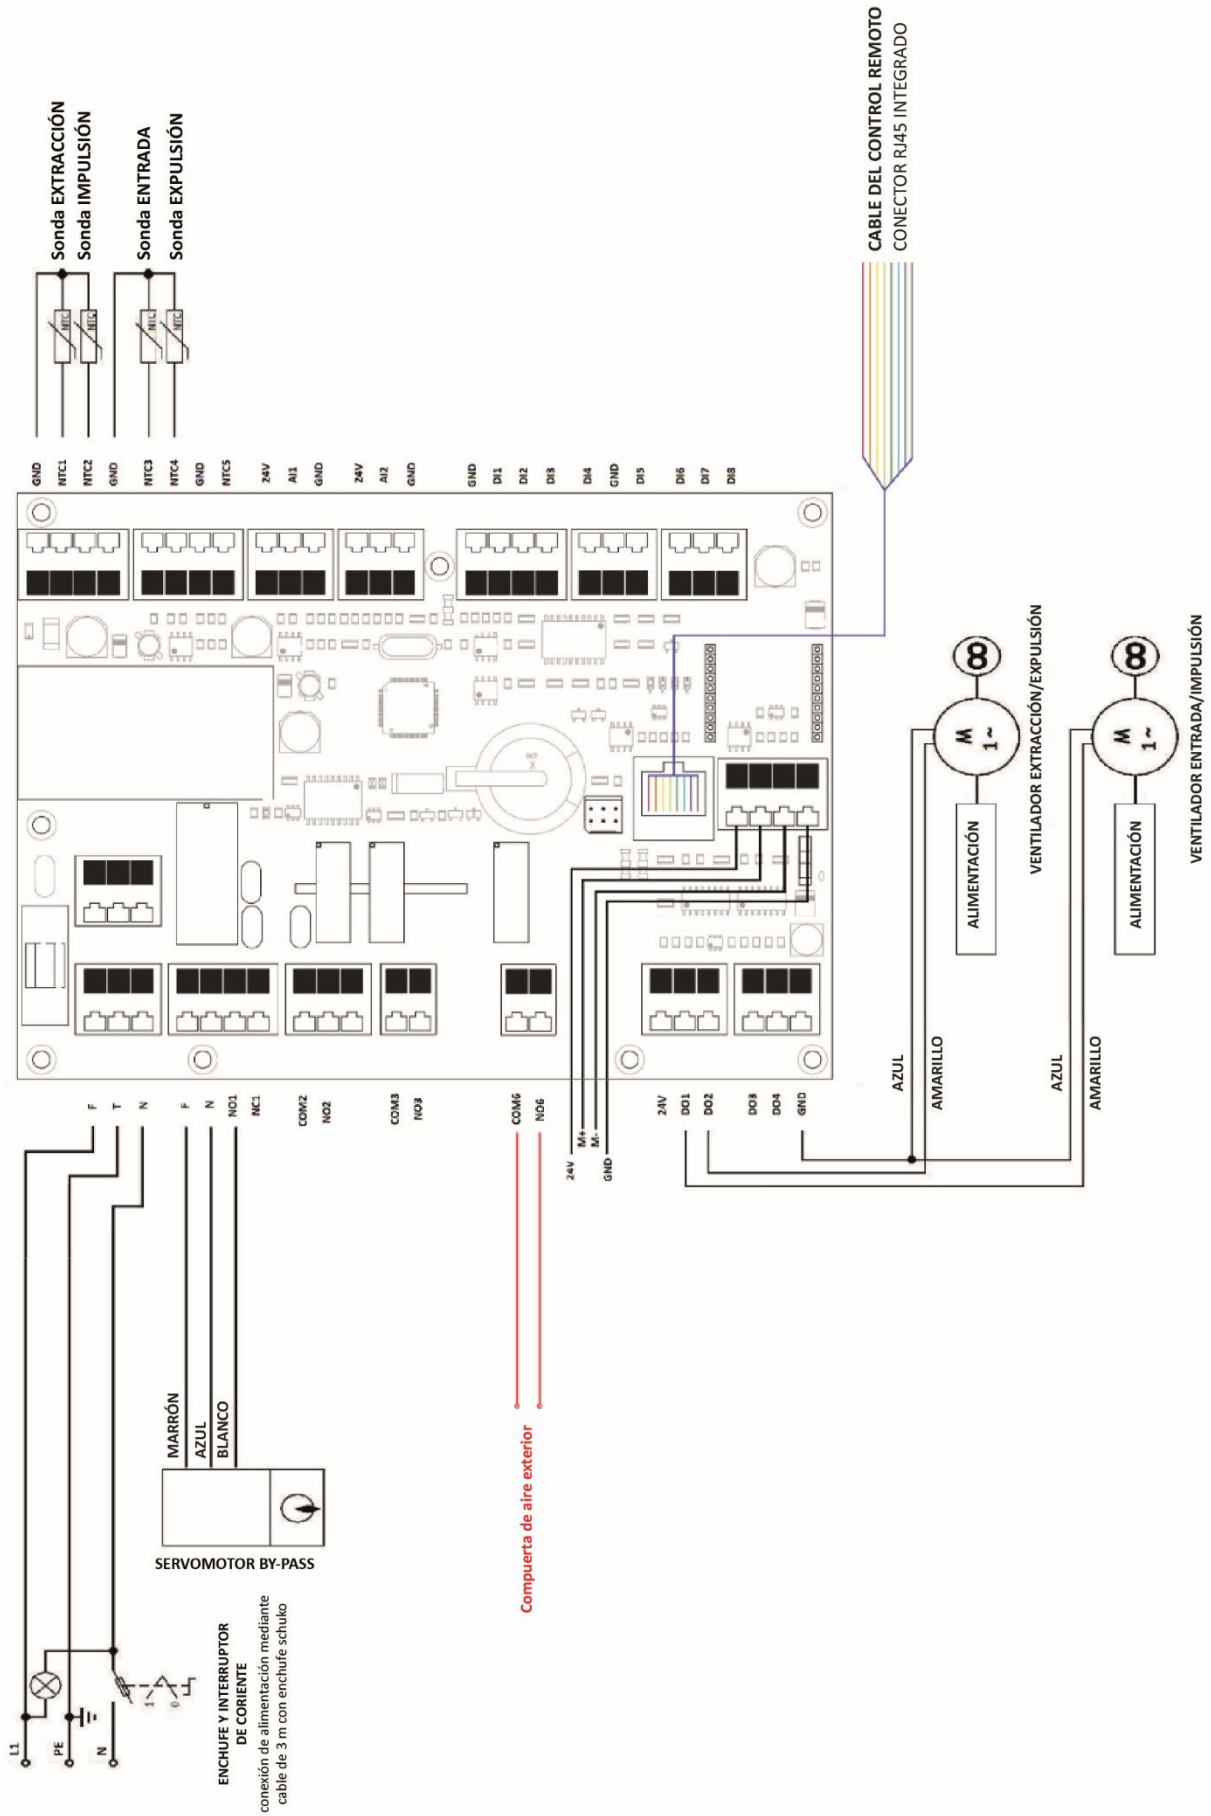 Sonda EXTRACCIÓN
Sonda IMPULSIÓN
Sonda ENTRADA
Sonda EXPULSIÓN
NTC
NTC
NTC
NTC
CABLE DEL CONTROL REMOTO
CONECTOR RJ45 INTEGRADO
GND
NTC1
NTC2
GND
NTC3
NTC4
GND
NTC5
24V
AI1
GND
24V
AI2
GND
GND
DI1
DI2
DI3
DI4
GND
DI5
DI6
DI7
DI8
F
T
N
F
N
NO1
NC1
COM2
NO2
COM3
NO3
COM6
NO6
24V
M+
M-
GND
24V
DO1
DO2
DO3
DO4
GND
AZUL
AMARILLO
AZUL
AMARILLO
M
1~
ALIMENTACIÓN
VENTILADOR EXTRACCIÓN/EXPULSIÓN
M
1~
ALIMENTACIÓN
VENTILADOR ENTRADA/IMPULSIÓN
MARRÓN
AZUL
BLANCO
SERVOMOTOR BY-PASS
Compuerta de aire exterior
L1
PE
N
1
0
ENCHUFE Y INTERRUPTOR
DE CORIENTE
conexión de alimentación mediante
cable de 3 m con enchufe schuko